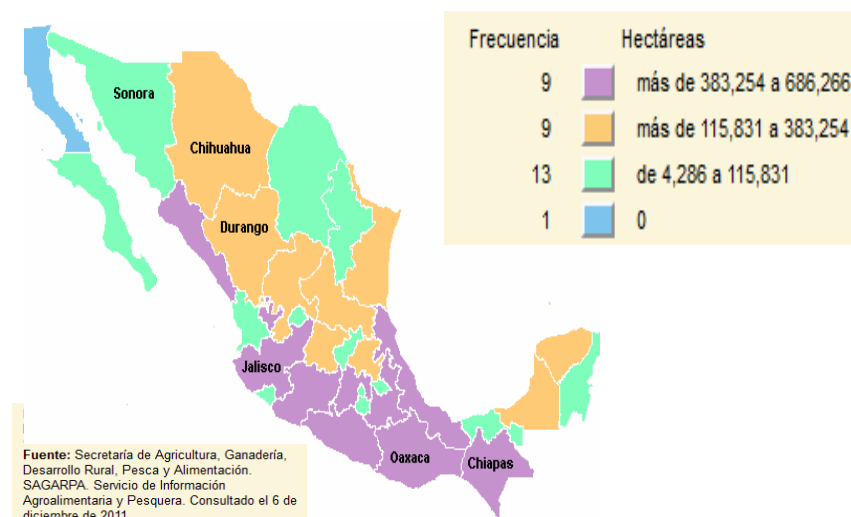 Frecuencia Hectáreas
9 más de 383,254 a 686,266
9 más de 115,831 a 383,254
13 de 4,286 a 115,831
1 0
Sonora
Chihuahua
Durango
Jalisco
Oaxaca
Chiapas
Fuente: Secretaría de Agricultura, Ganadería,
Desarrollo Rural, Pesca y Alimentación.
SAGARPA. Servicio de Información
Agroalimentaria y Pesquera. Consultado el 6 de
diciembre de 2011